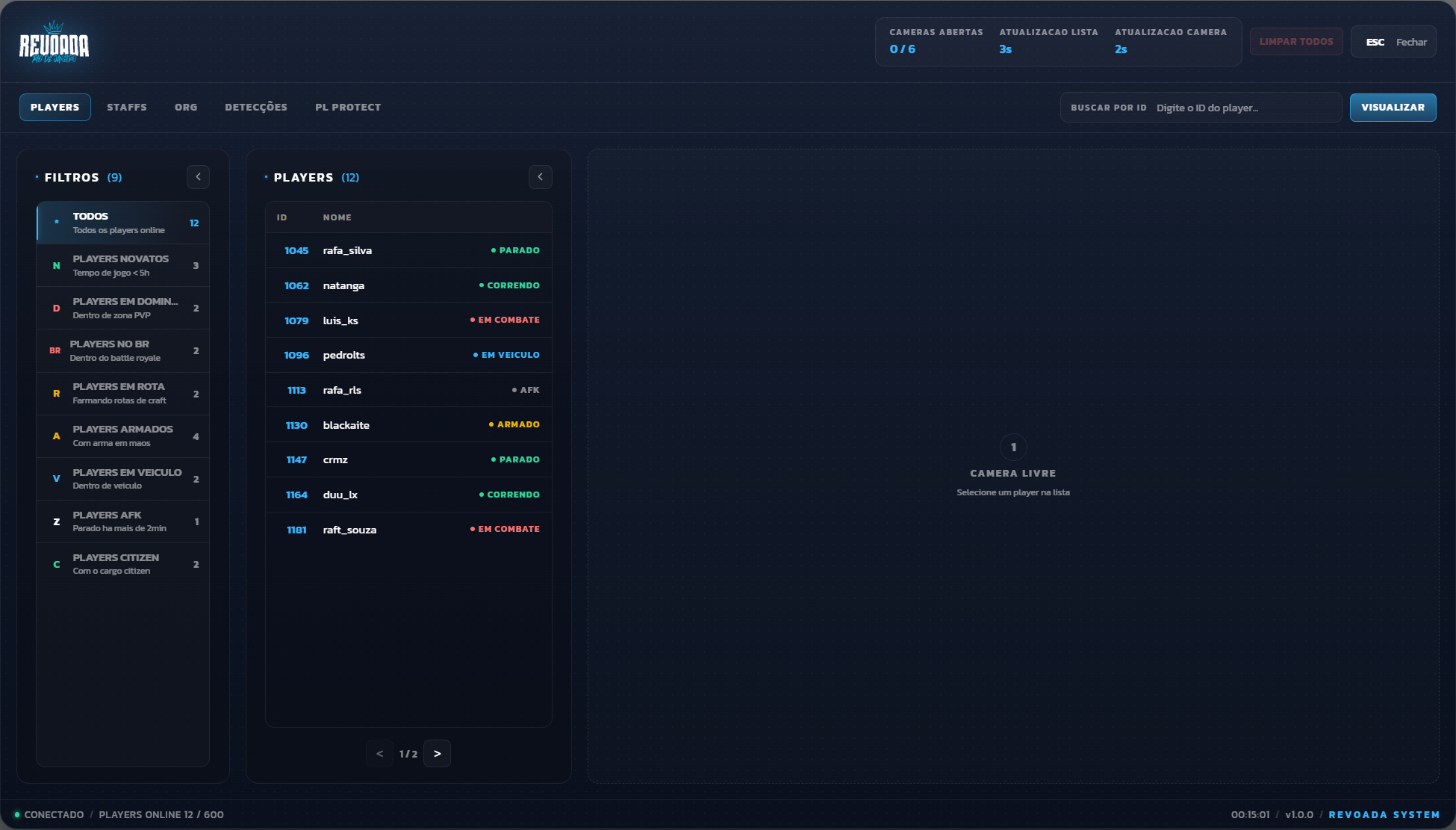 REVOADA
RIO DE JANEIRO
CAMERAS ABERTAS
0 / 6
ATUALIZACAO LISTA
3s
ATUALIZACAO CAMERA
2s
LIMPAR TODOS
ESC Fechar
PLAYERS
STAFFS
ORG
DETECÇÕES
PL PROTECT
BUSCAR POR ID Digite o ID do player...
VISUALIZAR
FILTROS (9)
<
TODOS
Todos os players online
12
N
PLAYERS NOVATOS
Tempo de jogo < 5h
3
D
PLAYERS EM DOMIN...
Dentro de zona PVP
2
BR
PLAYERS NO BR
Dentro do battle royale
2
R
PLAYERS EM ROTA
Farmando rotas de craft
2
A
PLAYERS ARMADOS
Com arma em maos
4
V
PLAYERS EM VEICULO
Dentro de veiculo
2
Z
PLAYERS AFK
Parado ha mais de 2min
1
C
PLAYERS CITIZEN
Com o cargo citizen
2
PLAYERS (12)
<
ID NOME
1045 rafa_silva PARADO
1062 natanga CORRENDO
1079 luis_ks EM COMBATE
1096 pedrolts EM VEICULO
1113 rafa_rls AFK
1130 blackaite ARMADO
1147 crmz PARADO
1164 duu_lx CORRENDO
1181 raft_souza EM COMBATE
< 1 / 2 >
1
CAMERA LIVRE
Selecione um player na lista
CONECTADO / PLAYERS ONLINE 12 / 600
00:15:01 / v1.0.0 / REVOADA SYSTEM